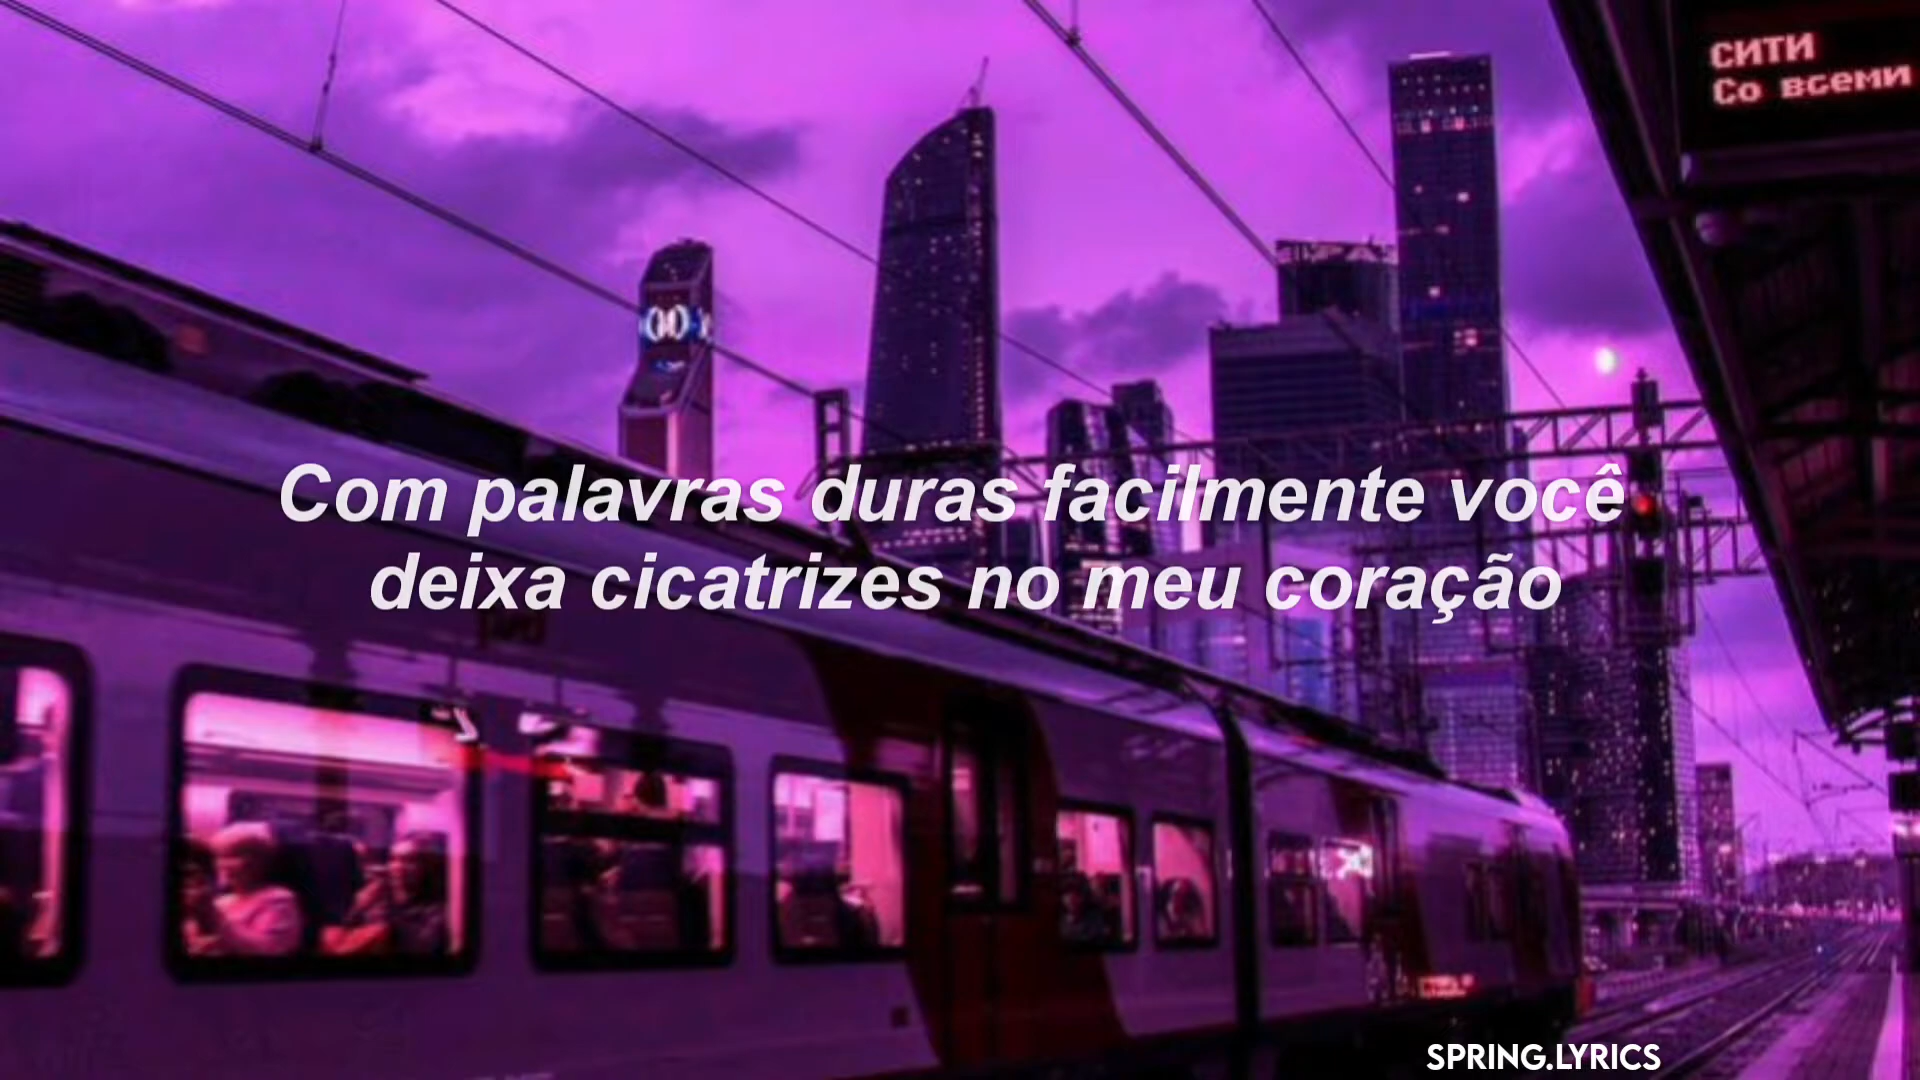 СИТИ
Со всеми
Com palavras duras facilmente você
deixa cicatrizes no meu coração
SPRING.LYRICS